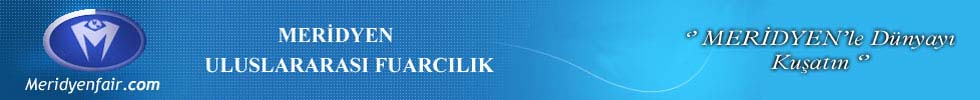 M
Meridyenfair.com
MERİDYEN
ULUSLARARASI FUARCILIK
“ MERİDYEN’le Dünyayı
Kuşatın ”